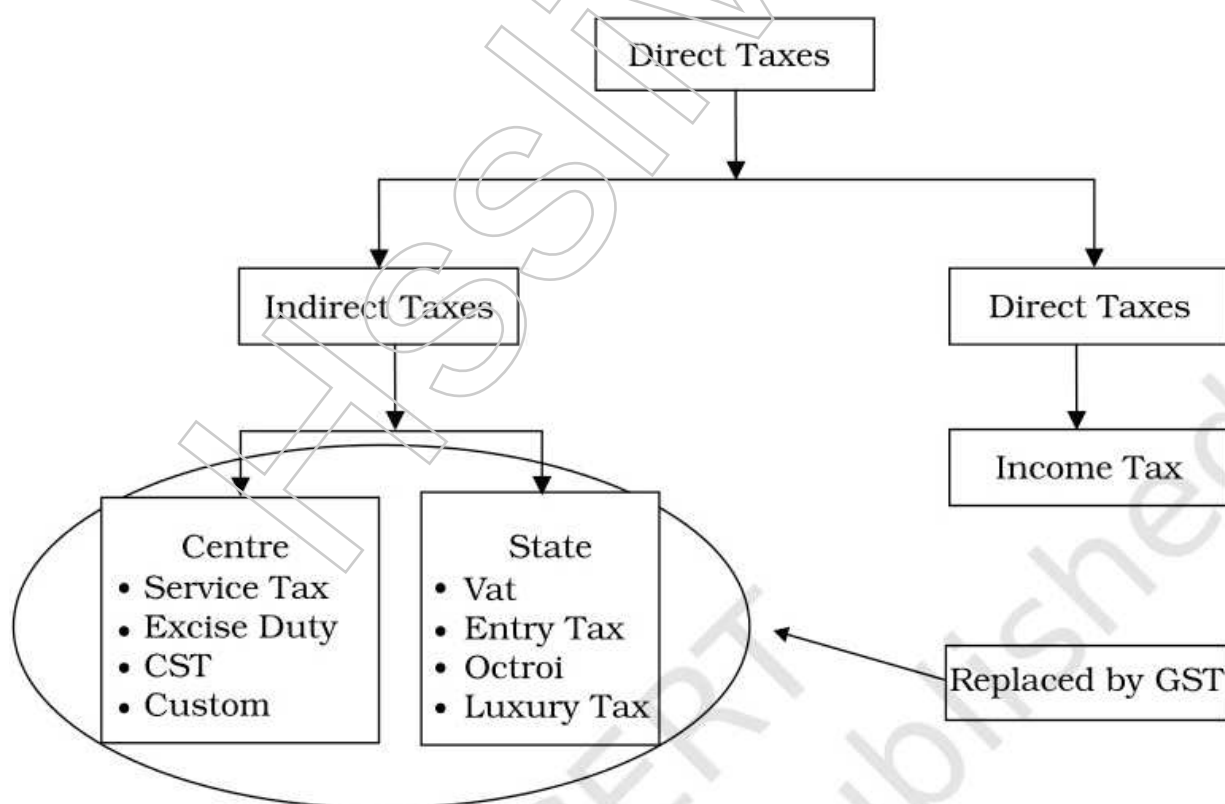 Direct Taxes
Indirect Taxes
Direct Taxes
Income Tax
Centre
• Service Tax
• Excise Duty
• CST
• Custom
State
• Vat
• Entry Tax
• Octroi
• Luxury Tax
Replaced by GST